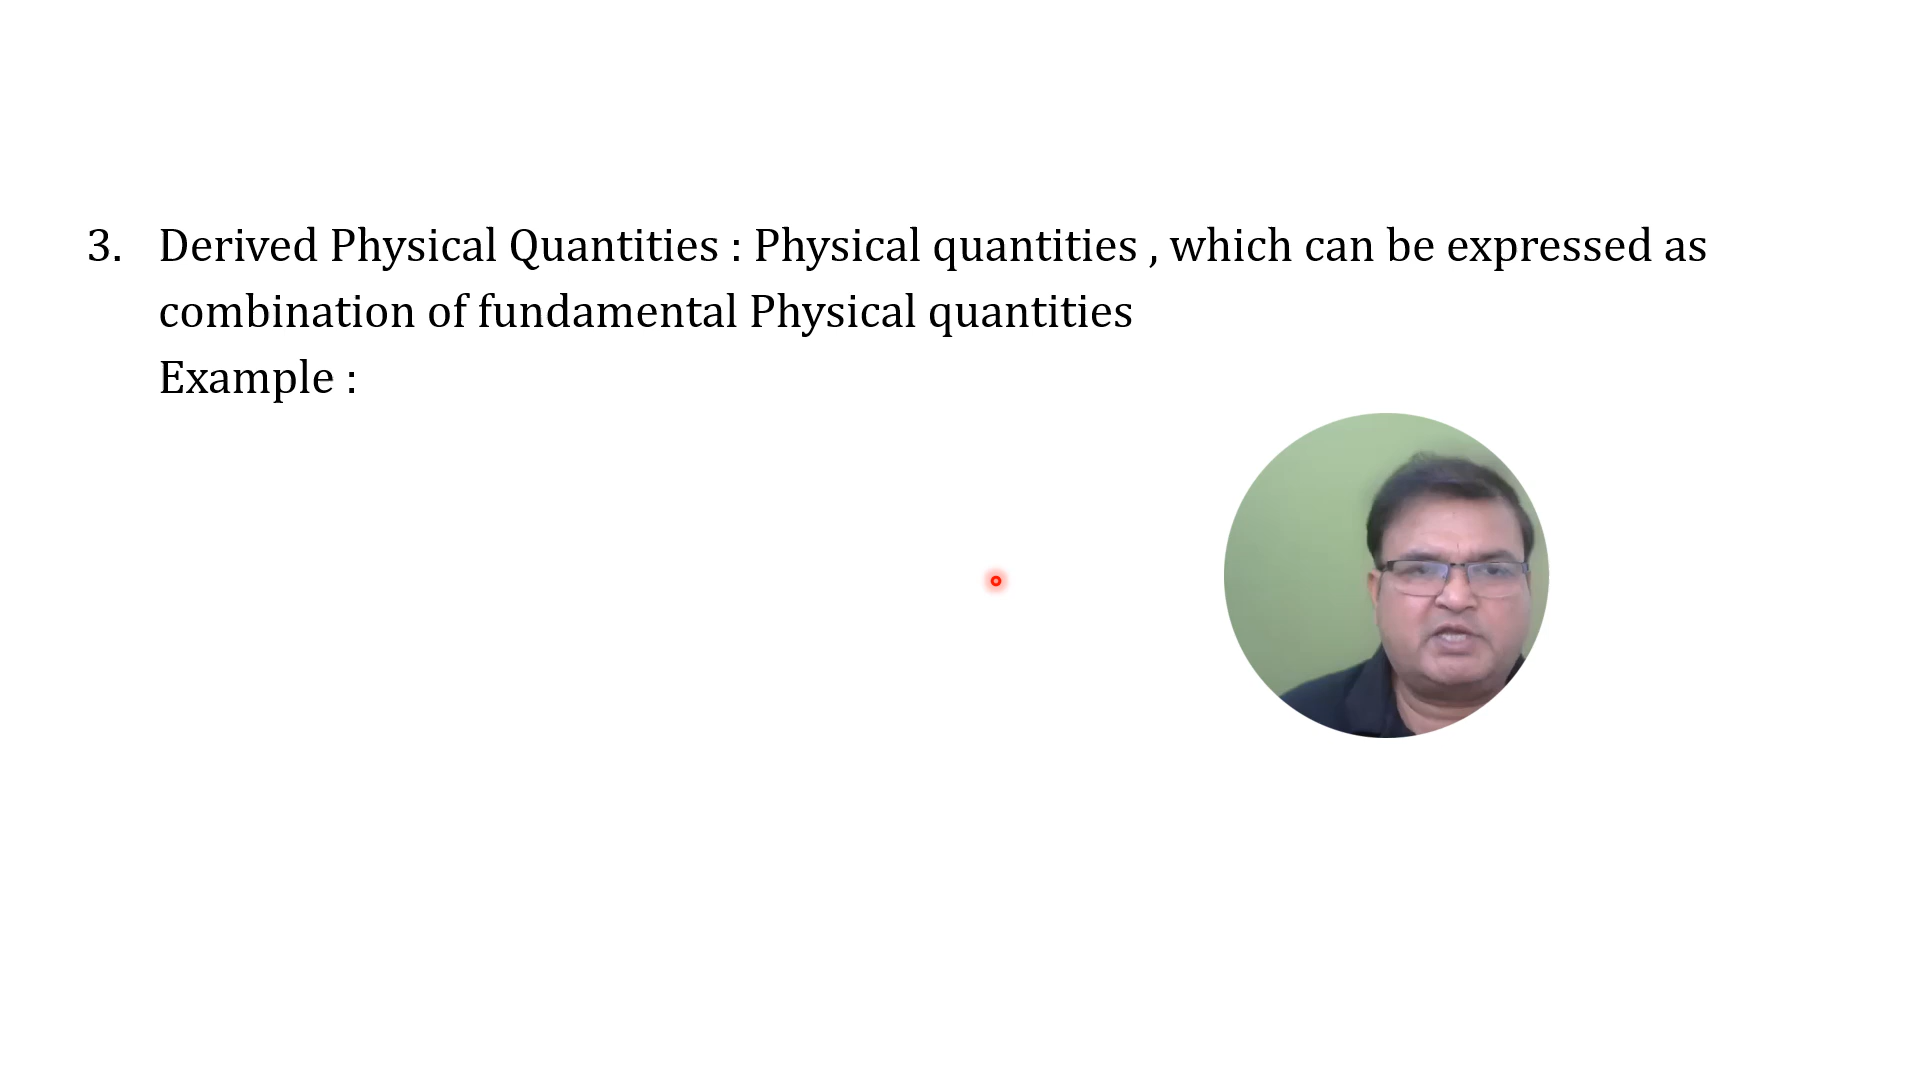 3. Derived Physical Quantities : Physical quantities , which can be expressed as
combination of fundamental Physical quantities
Example :